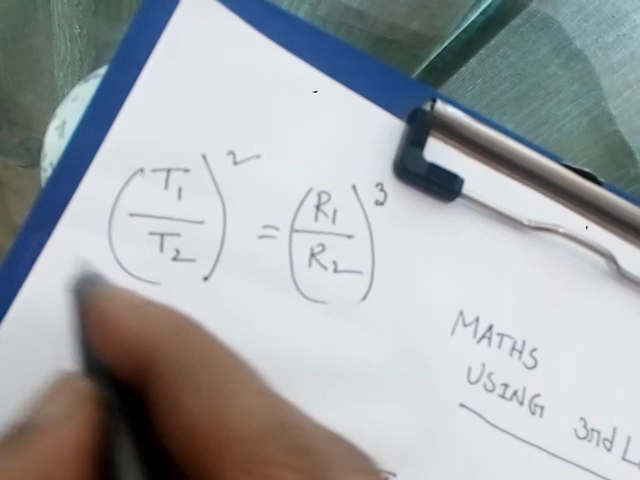 (T₁/T₂)² = (R₁/R₂)³
MATHS
USING 3rd L